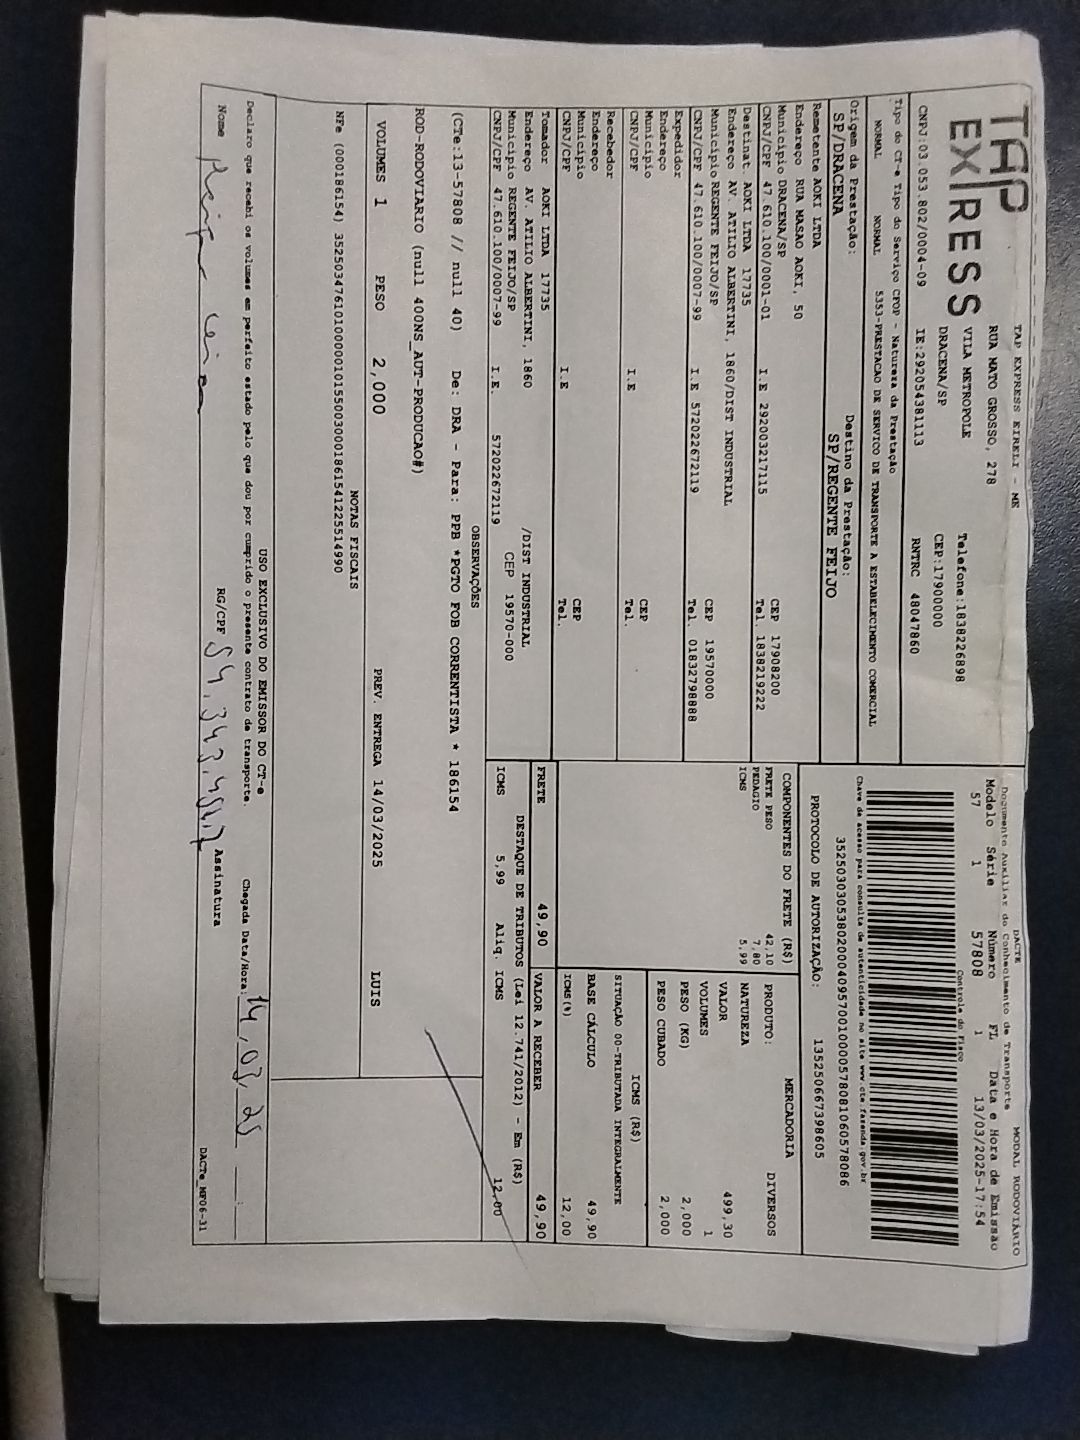 TAP
EXPRESS
TAP EXPRESS EIRELI - ME
RUA MATO GROSSO, 278
VILA METROPOLE
DRACENA/SP
Telefone:1838226898
CEP:17900000
CNPJ:03.053.802/0004-09 IE:292054381113 RNTRC 48047860
Tipo do CT-e Tipo do Serviço CFOP - Natureza da Prestação
NORMAL NORMAL 5353-PRESTACAO DE SERVICO DE TRANSPORTE A ESTABELECIMENTO COMERCIAL
Origem da Prestação: Destino da Prestação:
SP/DRACENA SP/REGENTE FEIJO
DACTE MODAL RODOVIÁRIO
Documento Auxiliar do Conhecimento de Transporte
Modelo Série Número FL Data e Hora de Emissão
57 1 57808 1 13/03/2025-17:54
Controle do Fisco
Chave de acesso para consulta de autenticidade no site www.cte.fazenda.gov.br
35250303053802000409570010000578081060578086
PROTOCOLO DE AUTORIZAÇÃO: 135250667398605
Remetente AOKI LTDA
Endereço RUA MASAO AOKI, 50
Município DRACENA/SP CEP 17908200
CNPJ/CPF 47.610.100/0001-01 I.E 292003217115 Tel. 1838219222
Destinat. AOKI LTDA 17735
Endereço AV. ATILIO ALBERTINI, 1860/DIST INDUSTRIAL
Município REGENTE FEIJO/SP CEP 19570000
CNPJ/CPF 47.610.100/0007-99 I.E 572022672119 Tel. 01832798888
Expedidor
Endereço
Município CEP
CNPJ/CPF I.E Tel.
Recebedor
Endereço
Município CEP
CNPJ/CPF I.E Tel.
Tomador AOKI LTDA 17735
Endereço AV. ATILIO ALBERTINI, 1860 /DIST INDUSTRIAL
Município REGENTE FEIJO/SP CEP 19570-000
CNPJ/CPF 47.610.100/0007-99 I.E. 572022672119
COMPONENTES DO FRETE (R$)
FRETE PESO 42,10
PEDAGIO 7,80
ICMS 5,99
MERCADORIA
PRODUTO: DIVERSOS
NATUREZA
VALOR 499,30
VOLUMES 1
PESO (KG) 2,000
PESO CUBADO 2,000
ICMS (R$)
SITUAÇÃO 00-TRIBUTADA INTEGRALMENTE
BASE CÁLCULO 49,90
ICMS(%) 12,00
FRETE 49,90 VALOR A RECEBER 49,90
DESTAQUE DE TRIBUTOS (Lei 12.741/2012) - Em (R$)
ICMS 5,99 Aliq. ICMS 12,00
OBSERVAÇÕES
(CTe:13-57808 // null 40) De: DRA - Para: PPB *PGTO FOB CORRENTISTA * 186154
ROD-RODOVIARIO (null 400NS_AUT-PRODUCAO#)
VOLUMES 1 PESO 2,000 PREV. ENTREGA 14/03/2025 LUIS
NOTAS FISCAIS
NFe (000186154) 35250347610100000101550030001861541225514990
USO EXCLUSIVO DO EMISSOR DO CT-e
Declaro que recebi os volumes em perfeito estado pelo que dou por cumprido o presente contrato de transporte. Chegada Data/Hora: 14,03,25
Nome RG/CPF Assinatura
DACTe_MF06-31